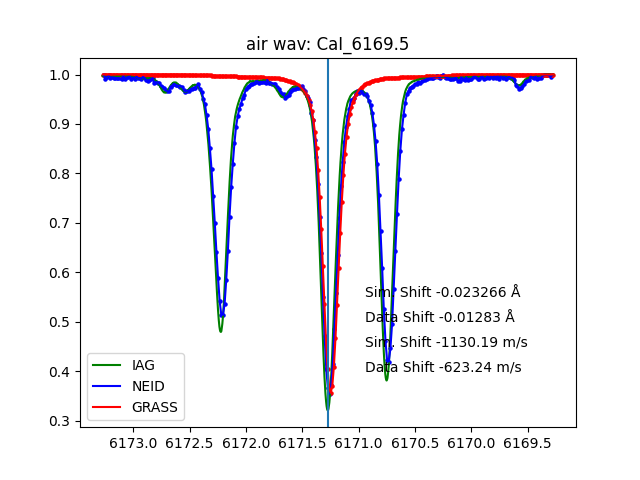 air wav: Cal_6169.5
1.0
0.9
0.8
0.7
0.6
0.5
0.4
0.3
Sim. Shift -0.023266 Å
Data Shift -0.01283 Å
Sim. Shift -1130.19 m/s
Data Shift -623.24 m/s
IAG
NEID
GRASS
6173.0 6172.5 6172.0 6171.5 6171.0 6170.5 6170.0 6169.5